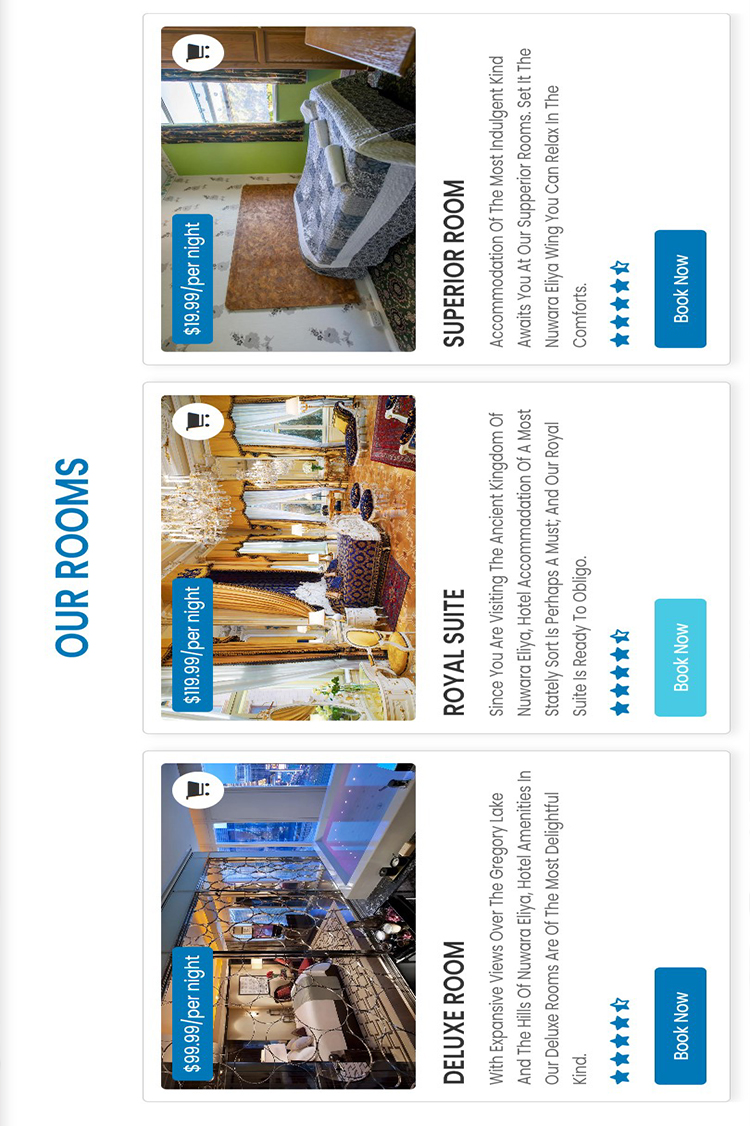 OUR ROOMS
$99.99/per night
DELUXE ROOM
With Expansive Views Over The Gregory Lake
And The Hills Of Nuwara Eliya, Hotel Amenities In
Our Deluxe Rooms Are Of The Most Delightful
Kind.
Book Now
$119.99/per night
ROYAL SUITE
Since You Are Visiting The Ancient Kingdom Of
Nuwara Eliya, Hotel Accommadation Of A Most
Stately Sort Is Perhaps A Must; And Our Royal
Suite Is Ready To Obligo.
Book Now
$19.99/per night
SUPERIOR ROOM
Accommodation Of The Most Indulgent Kind
Awaits You At Our Supperior Rooms. Set It The
Nuwara Eliya Wing You Can Relax In The
Comforts.
Book Now